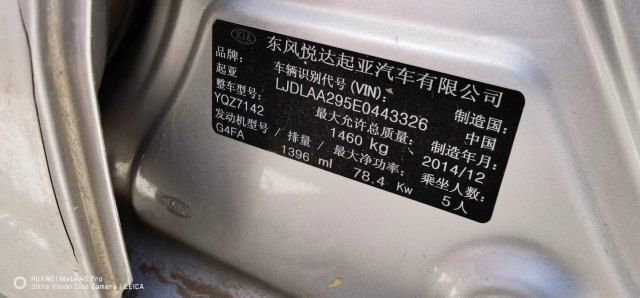 KIA 东风悦达起亚汽车有限公司
品牌: 车辆识别代号(VIN): 制造国:
起亚 LJDLAA295E0443326 中国
整车型号: 最大允许总质量: 制造年月:
YQZ7142 1460 kg 2014/12
发动机型号 / 排量 / 最大净功率: 乘坐人数:
G4FA 1396 ml 78.4 Kw 5人
KIA
HUAWEI Mate 40 Pro
Ultra Vision Cine Camera | LEICA